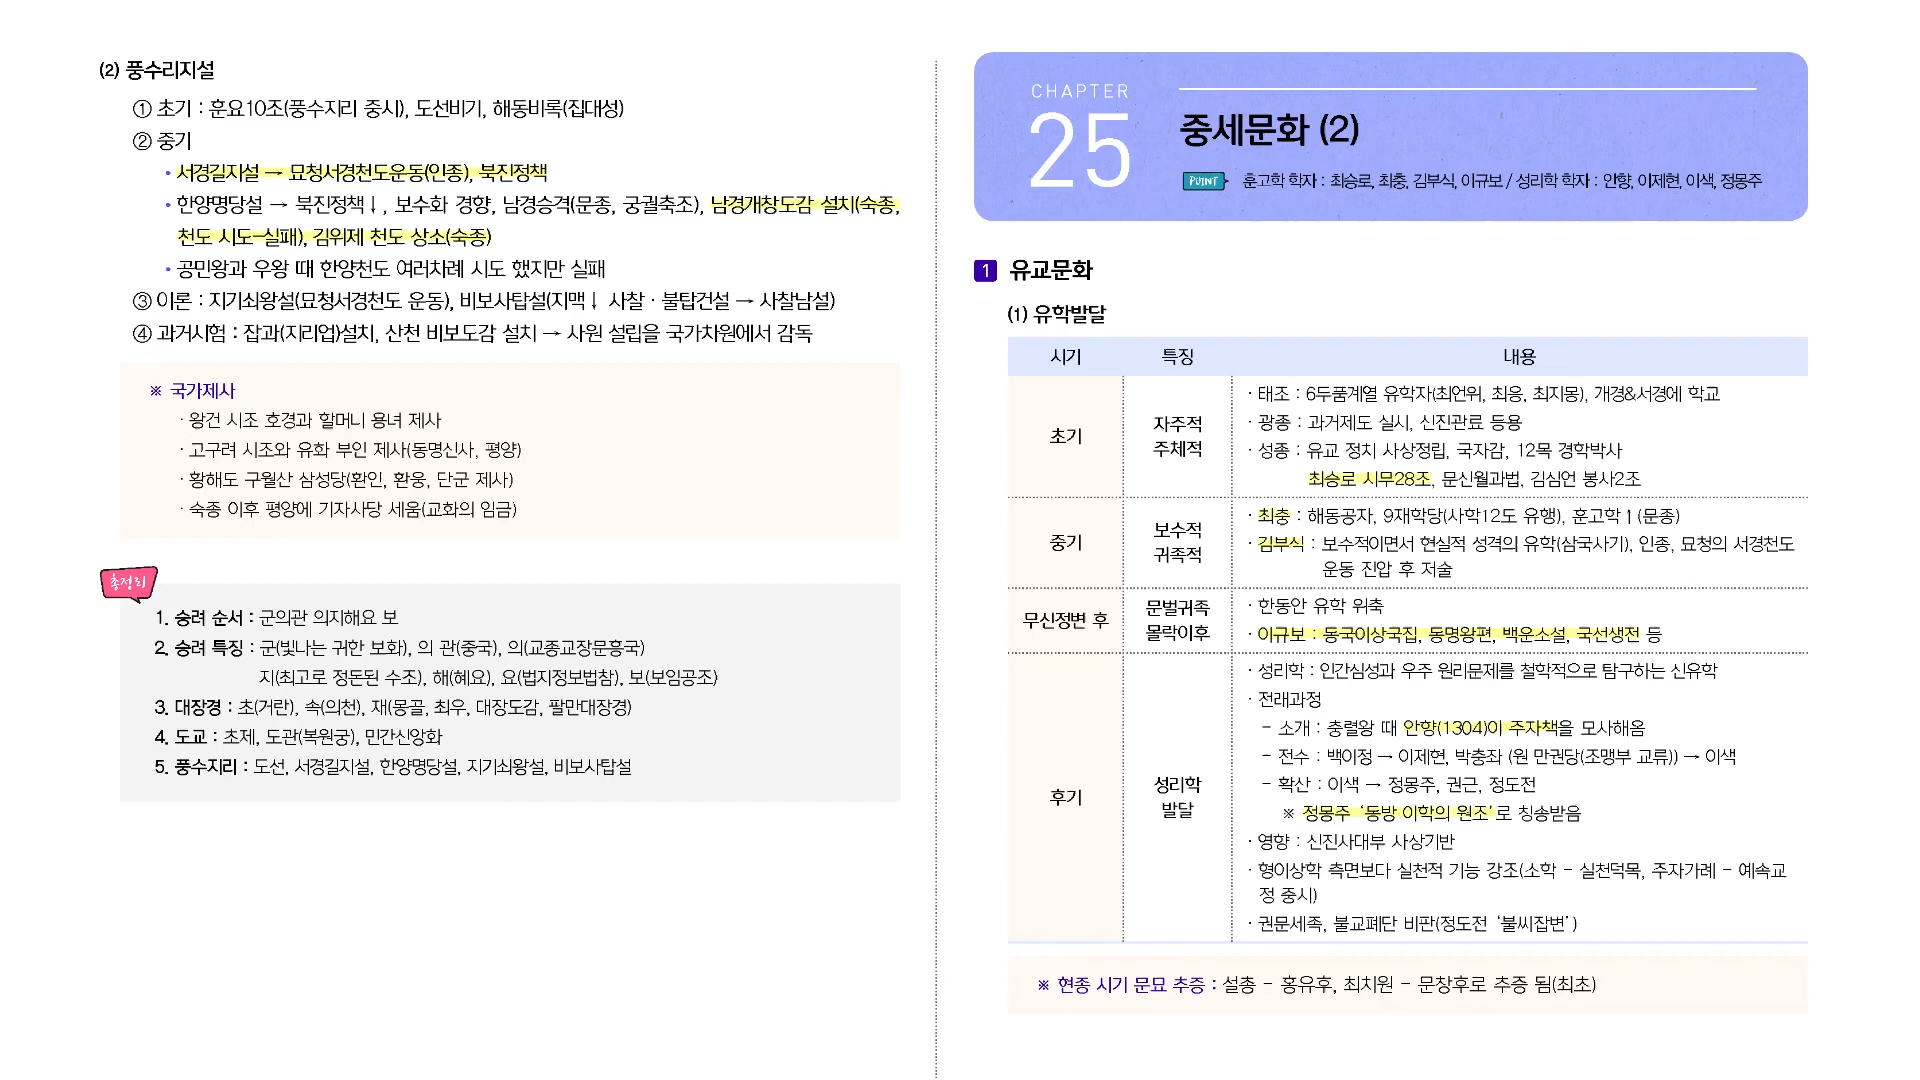 (2) 풍수리지설
① 초기 : 훈요10조(풍수지리 중시), 도선비기, 해동비록(집대성)
② 중기
• 서경길지설 → 묘청서경천도운동(인종), 북진정책
• 한양명당설 → 북진정책↓, 보수화 경향, 남경승격(문종, 궁궐축조), 남경개창도감 설치(숙종,
천도 시도-실패), 김위제 천도 상소(숙종)
• 공민왕과 우왕 때 한양천도 여러차례 시도 했지만 실패
③ 이론 : 지기쇠왕설(묘청서경천도 운동), 비보사탑설(지맥↓ 사찰 · 불탑건설 → 사찰남설)
④ 과거시험 : 잡과(지리업)설치, 산천 비보도감 설치 → 사원 설립을 국가차원에서 감독
※ 국가제사
· 왕건 시조 호경과 할머니 용녀 제사
· 고구려 시조와 유화 부인 제사(동명신사, 평양)
· 황해도 구월산 삼성당(환인, 환웅, 단군 제사)
· 숙종 이후 평양에 기자사당 세움(교화의 임금)
총정리
1. 승려 순서 : 균의관 의지해요 보
2. 승려 특징 : 균(빛나는 귀한 보화), 의 관(중국), 의(교종교장문흥국)
지(최고로 정돈된 수조), 해(혜요), 요(법지정보법참), 보(보임공조)
3. 대장경 : 초(거란), 속(의천), 재(몽골, 최우, 대장도감, 팔만대장경)
4. 도교 : 초제, 도관(복원궁), 민간신앙화
5. 풍수지리 : 도선, 서경길지설, 한양명당설, 지기쇠왕설, 비보사탑설
CHAPTER
25
중세문화 (2)
POINT 훈고학 학자 : 최승로, 최충, 김부식, 이규보 / 성리학 학자 : 안향, 이제현, 이색, 정몽주
1 유교문화
(1) 유학발달
시기 특징 내용
초기
자주적
주체적
· 태조 : 6두품계열 유학자(최언위, 최응, 최지몽), 개경&서경에 학교
· 광종 : 과거제도 실시, 신진관료 등용
· 성종 : 유교 정치 사상정립, 국자감, 12목 경학박사
최승로 시무28조, 문신월과법, 김심언 봉사2조
중기
보수적
귀족적
· 최충 : 해동공자, 9재학당(사학12도 유행), 훈고학↑(문종)
· 김부식 : 보수적이면서 현실적 성격의 유학(삼국사기), 인종, 묘청의 서경천도
운동 진압 후 저술
무신정변 후
문벌귀족
몰락이후
· 한동안 유학 위축
· 이규보 : 동국이상국집, 동명왕편, 백운소설, 국선생전 등
후기
성리학
발달
· 성리학 : 인간심성과 우주 원리문제를 철학적으로 탐구하는 신유학
· 전래과정
- 소개 : 충렬왕 때 안향(1304)이 주자책을 모사해옴
- 전수 : 백이정 → 이제현, 박충좌 (원 만권당(조맹부 교류)) → 이색
- 확산 : 이색 → 정몽주, 권근, 정도전
※ 정몽주 ‘동방 이학의 원조’로 칭송받음
· 영향 : 신진사대부 사상기반
· 형이상학 측면보다 실천적 기능 강조(소학 - 실천덕목, 주자가례 - 예속교
정 중시)
· 권문세족, 불교폐단 비판(정도전 ‘불씨잡변’)
※ 현종 시기 문묘 추증 : 설총 - 홍유후, 최치원 - 문창후로 추증 됨(최초)